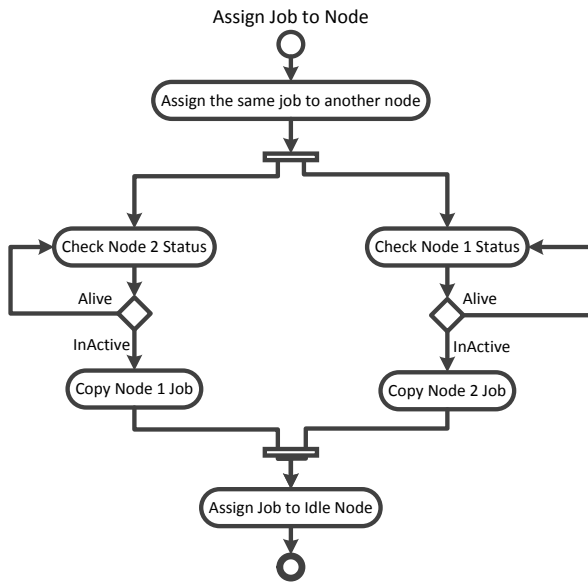 Assign Job to Node
Assign the same job to another node
Check Node 2 Status
Check Node 1 Status
Alive
Alive
InActive
InActive
Copy Node 1 Job
Copy Node 2 Job
Assign Job to Idle Node